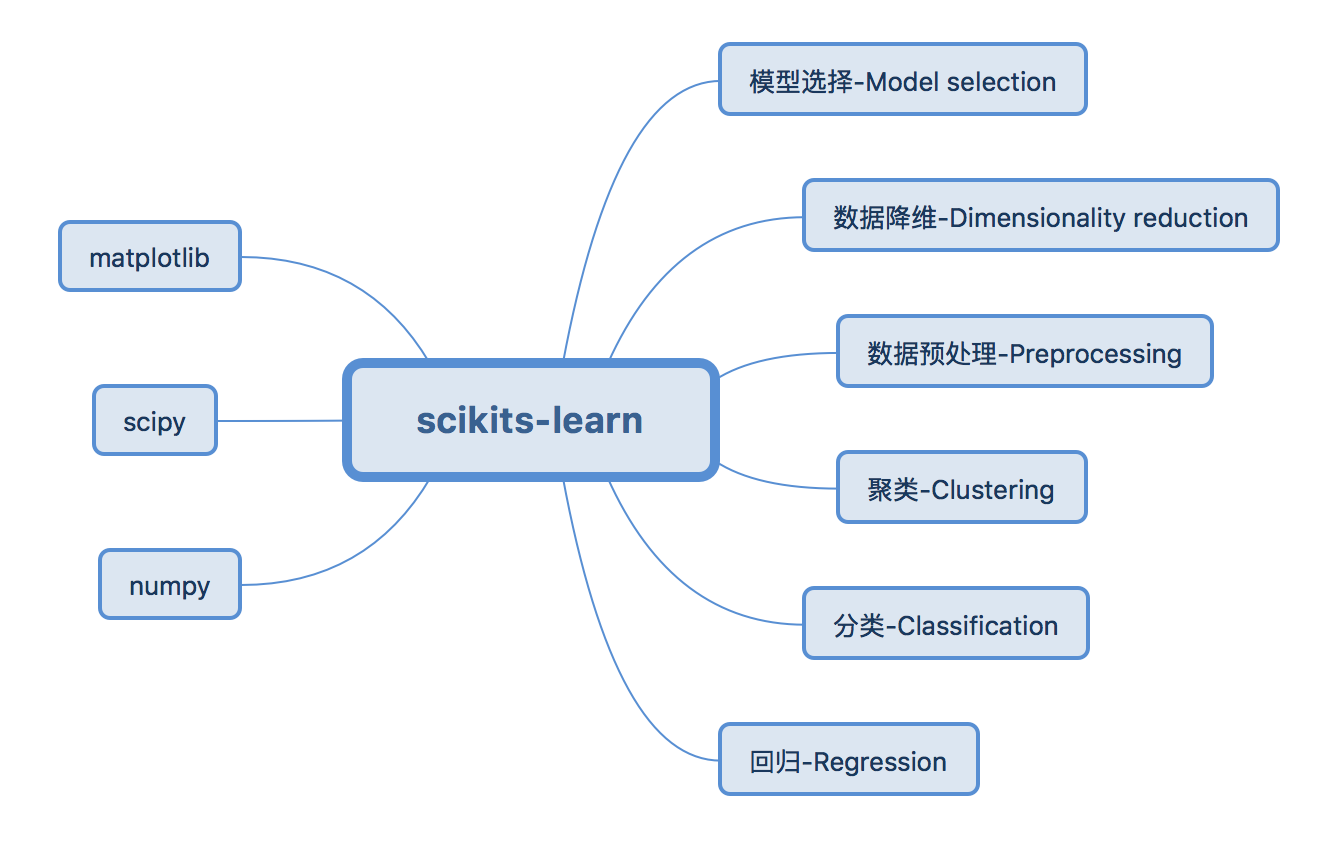 模型选择-Model selection
数据降维-Dimensionality reduction
matplotlib
数据预处理-Preprocessing
scipy
scikits-learn
聚类-Clustering
numpy
分类-Classification
回归-Regression